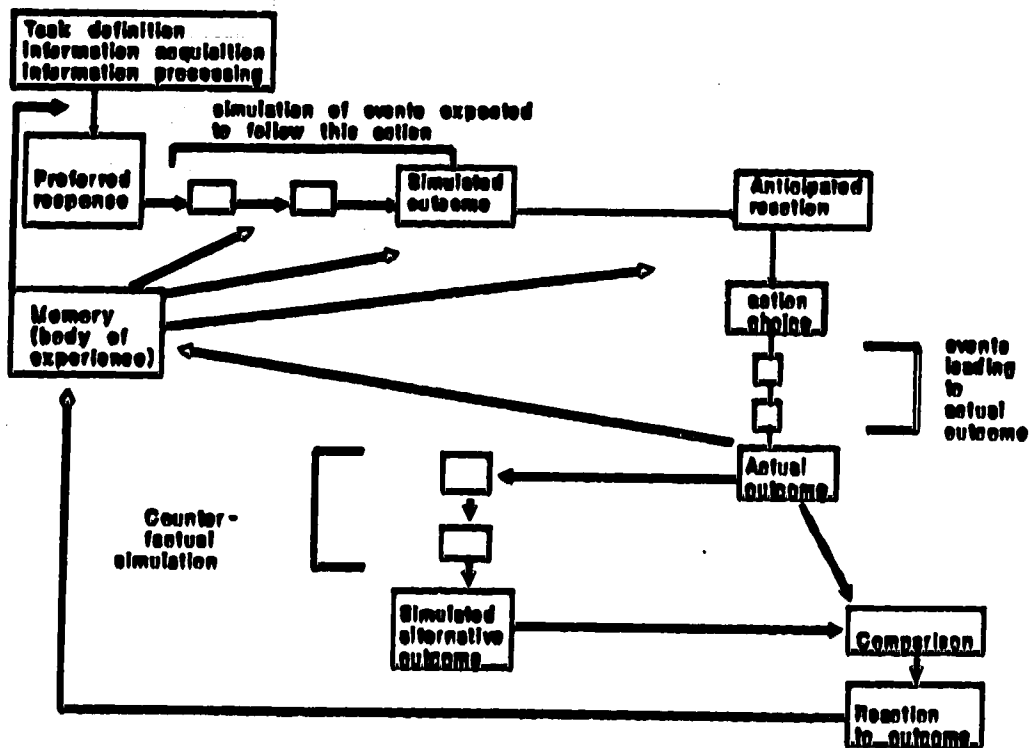 Task definition
Information acquisition
Information processing
simulation of events expected
to follow this action
Preferred
response
Simulated
outcome
Anticipated
reaction
Memory
(body of
experience)
action
choice
events
leading
to
actual
outcome
Actual
outcome
Counter-
factual
simulation
Simulated
alternative
outcome
Comparison
Reaction
to outcome